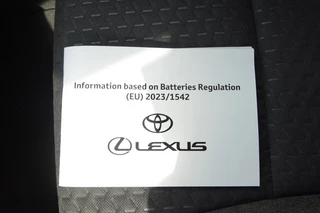 Information based on Batteries Regulation
(EU) 2023/1542
LEXUS